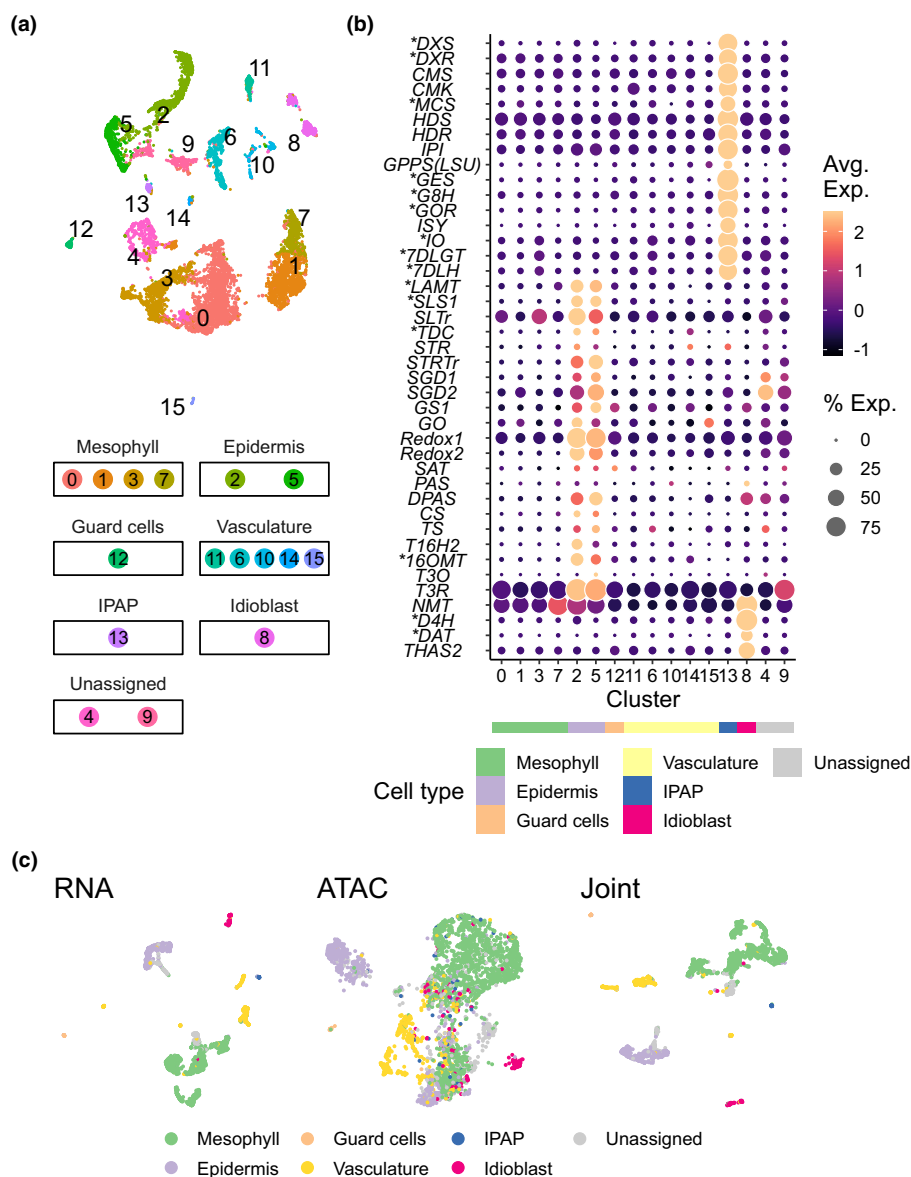 (a)
11
2
5
6
9
8
10
13
14
12
7
4
3
1
0
15
Mesophyll
0 1 3 7
Epidermis
2 5
Guard cells
12
Vasculature
11 6 10 14 15
IPAP
13
Idioblast
8
Unassigned
4 9
(b)
*DXS
*DXR
CMS
CMK
*MCS
HDS
HDR
IPI
GPPS(LSU)
*GES
*G8H
*GOR
ISY
*IO
*7DLGT
*7DLH
*LAMT
*SLS1
SLTr
*TDC
STR
STRTr
SGD1
SGD2
GS1
GO
Redox1
Redox2
SAT
PAS
DPAS
CS
TS
T16H2
*16OMT
T3O
T3R
NMT
*D4H
*DAT
THAS2
0 1 3 7 2 5 12 11 6 10 14 15 13 8 4 9
Cluster
Avg.
Exp.
2
1
0
-1
% Exp.
0
25
50
75
Cell type
Mesophyll
Epidermis
Guard cells
Vasculature
IPAP
Idioblast
Unassigned
(c)
RNA
ATAC
Joint
Mesophyll Guard cells IPAP Unassigned
Epidermis Vasculature Idioblast